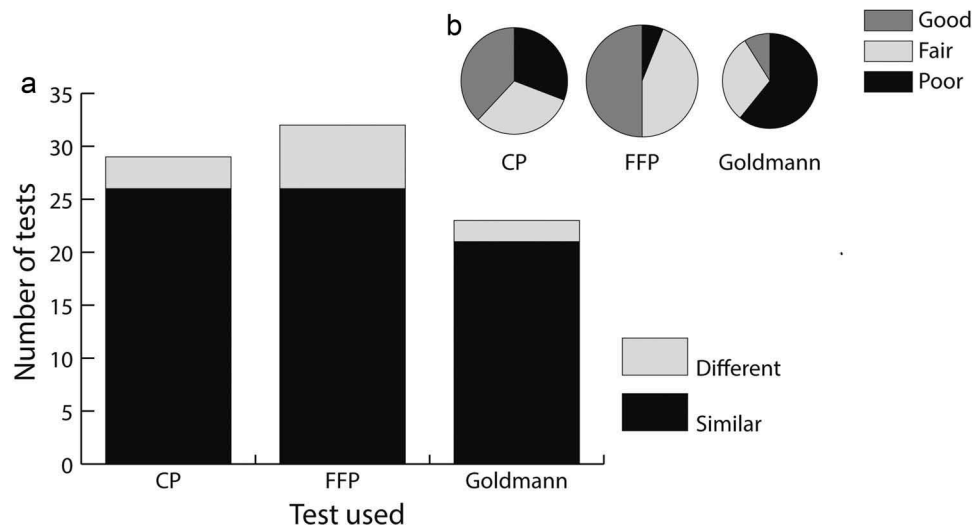 b
Good
Fair
Poor
CP
FFP
Goldmann
a
35
30
25
20
15
10
5
0
Number of tests
CP
FFP
Goldmann
Test used
Different
Similar